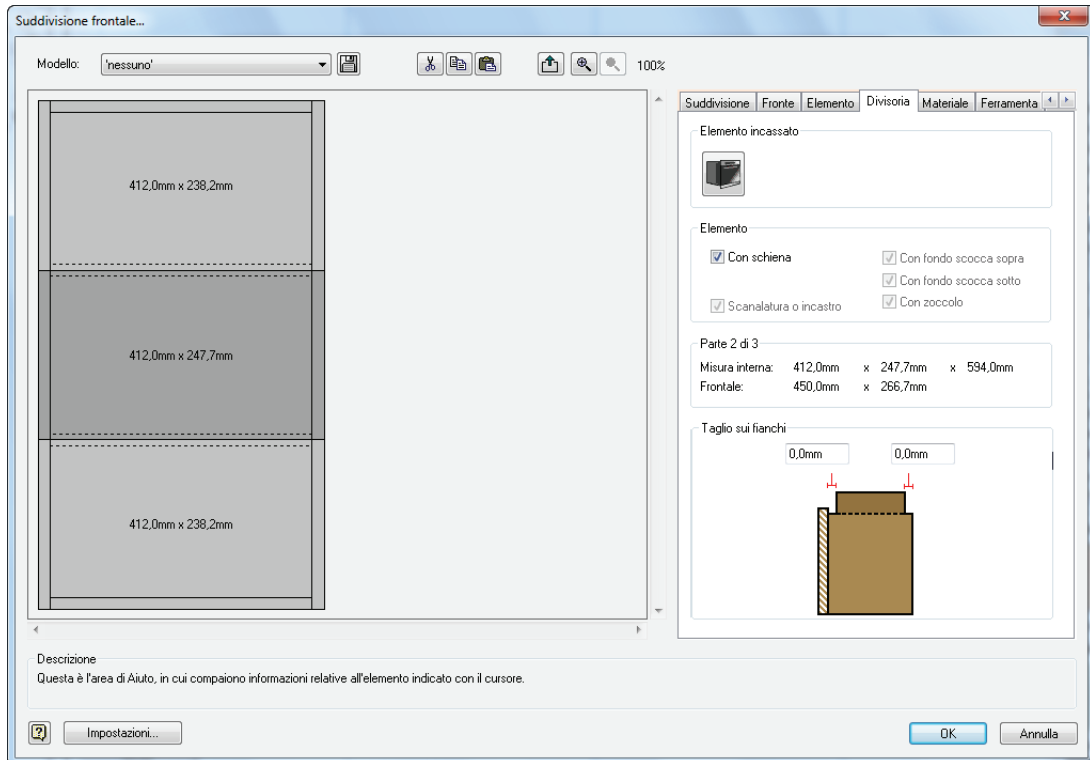 Suddivisione frontale...
Modello: 'nessuno' 100%
Suddivisione Fronte Elemento Divisoria Materiale Ferramenta
412,0mm x 238,2mm
412,0mm x 247,7mm
412,0mm x 238,2mm
Elemento incassato
Elemento
Con schiena Con fondo scocca sopra
Con fondo scocca sotto
Scanalatura o incastro Con zoccolo
Parte 2 di 3
Misura interna: 412,0mm x 247,7mm x 594,0mm
Frontale: 450,0mm x 266,7mm
Taglio sui fianchi
0,0mm 0,0mm
Descrizione
Questa è l'area di Aiuto, in cui compaiono informazioni relative all'elemento indicato con il cursore.
Impostazioni... OK Annulla